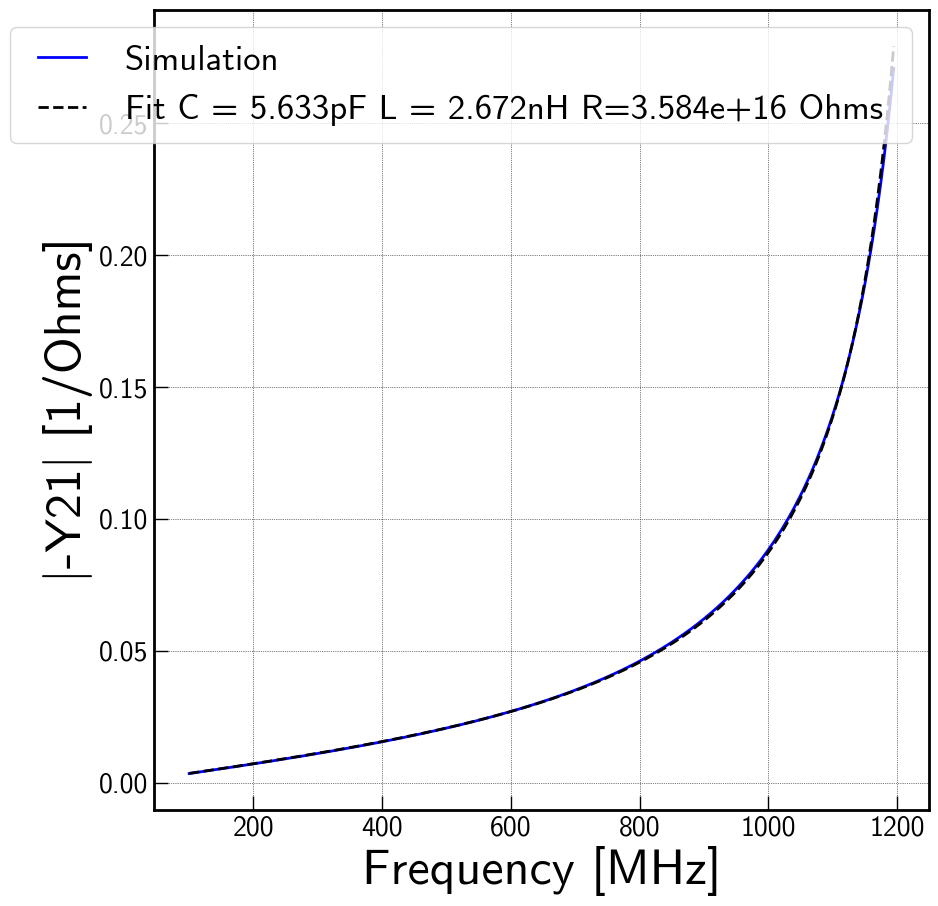 Simulation
Fit C = 5.633pF L = 2.672nH R=3.584e+16 Ohms
0.25
0.20
0.15
0.10
0.05
0.00
|-Y21| [1/Ohms]
200 400 600 800 1000 1200
Frequency [MHz]